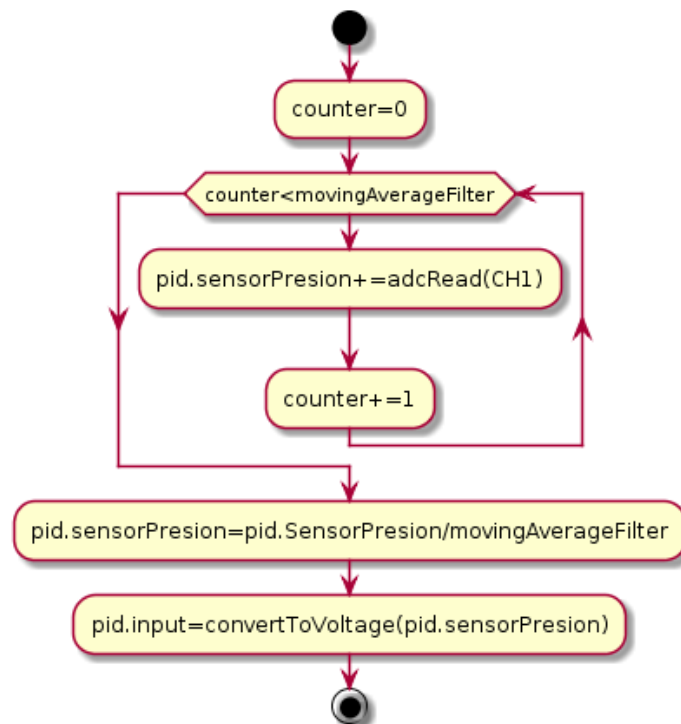 counter=0
counter<movingAverageFilter
pid.sensorPresion+=adcRead(CH1)
counter+=1
pid.sensorPresion=pid.SensorPresion/movingAverageFilter
pid.input=convertToVoltage(pid.sensorPresion)